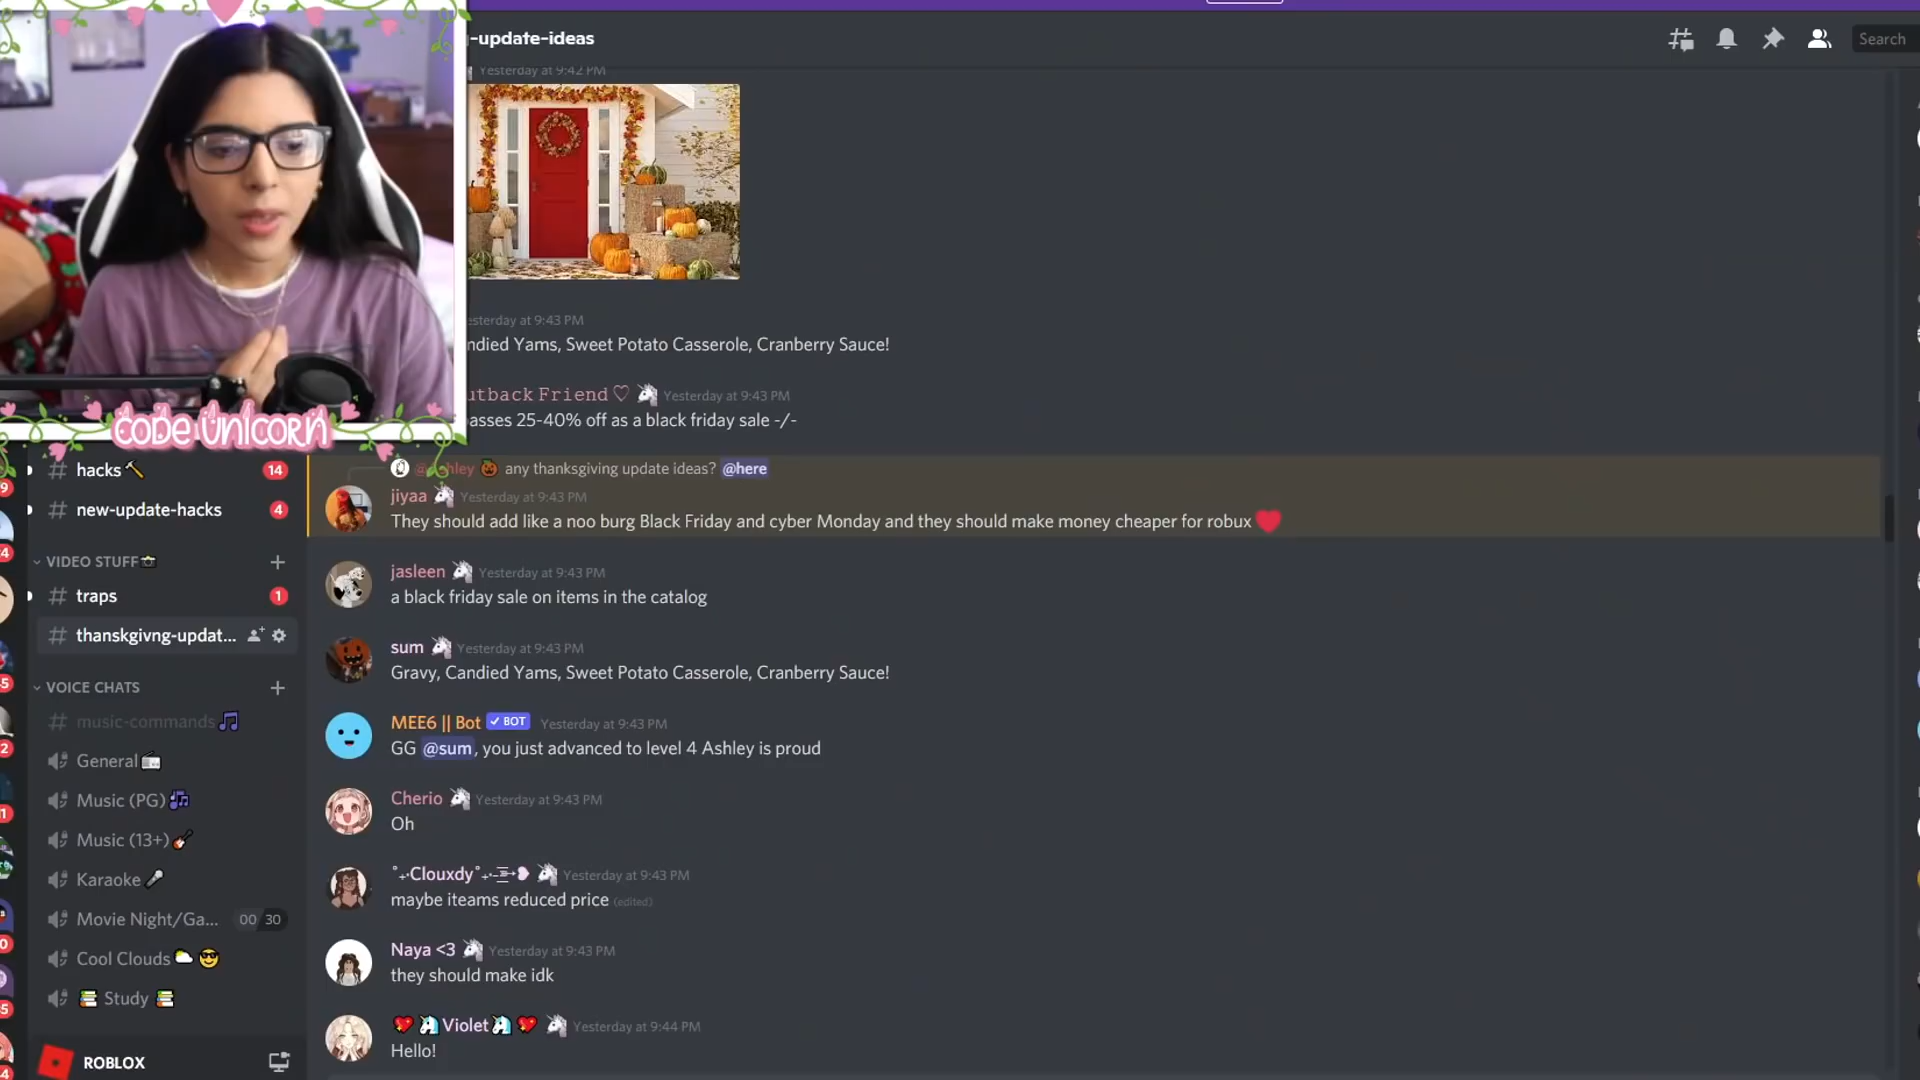 -update-ideas
Search
Yesterday at 9:42 PM
esterday at 9:43 PM
ndied Yams, Sweet Potato Casserole, Cranberry Sauce!
utback Friend ♡ 🦄 Yesterday at 9:43 PM
asses 25-40% off as a black friday sale -/-
CODE UNICORN
hacks🔨 14
new-update-hacks 4
VIDEO STUFF📷
traps 1
thanskgivng-updat...
VOICE CHATS
music-commands🎵
General📻
Music (PG)🎶
Music (13+)🎸
Karaoke🎤
Movie Night/Ga... 00 30
Cool Clouds🌥😎
📚 Study 📚
ROBLOX
🎃 any thanksgiving update ideas? @here
jiyaa 🦄 Yesterday at 9:43 PM
They should add like a noo burg Black Friday and cyber Monday and they should make money cheaper for robux ❤️
jasleen 🦄 Yesterday at 9:43 PM
a black friday sale on items in the catalog
sum 🦄 Yesterday at 9:43 PM
Gravy, Candied Yams, Sweet Potato Casserole, Cranberry Sauce!
MEE6 || Bot ✓ BOT Yesterday at 9:43 PM
GG @sum, you just advanced to level 4 Ashley is proud
Cherio 🦄 Yesterday at 9:43 PM
Oh
Clouxdy 🦄 Yesterday at 9:43 PM
maybe iteams reduced price (edited)
Naya <3 🦄 Yesterday at 9:43 PM
they should make idk
💖🦄Violet🦄💖 🦄 Yesterday at 9:44 PM
Hello!